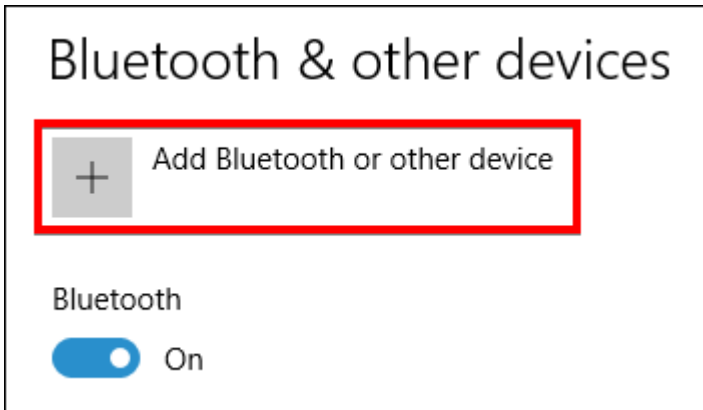 Bluetooth & other devices
Add Bluetooth or other device
Bluetooth
On